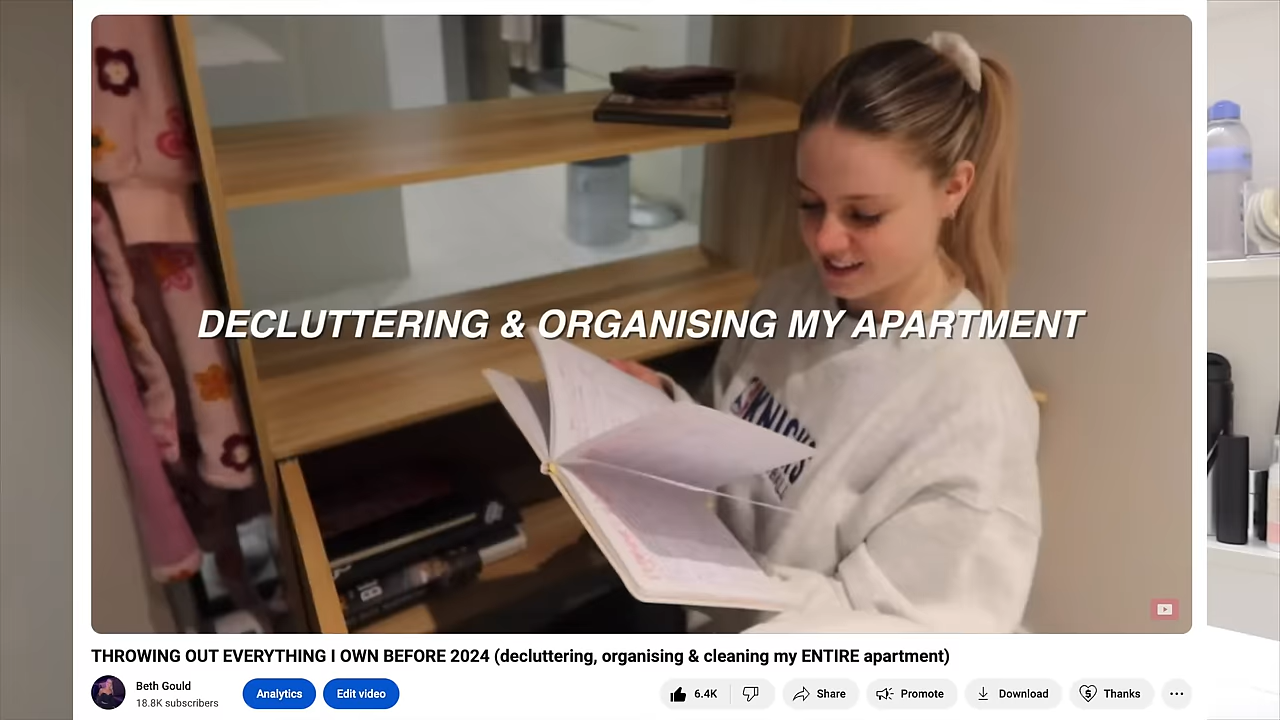 DECLUTTERING & ORGANISING MY APARTMENT
KNICKS
THROWING OUT EVERYTHING I OWN BEFORE 2024 (decluttering, organising & cleaning my ENTIRE apartment)
Beth Gould
18.8K subscribers
Analytics
Edit video
6.4K
Share
Promote
Download
Thanks